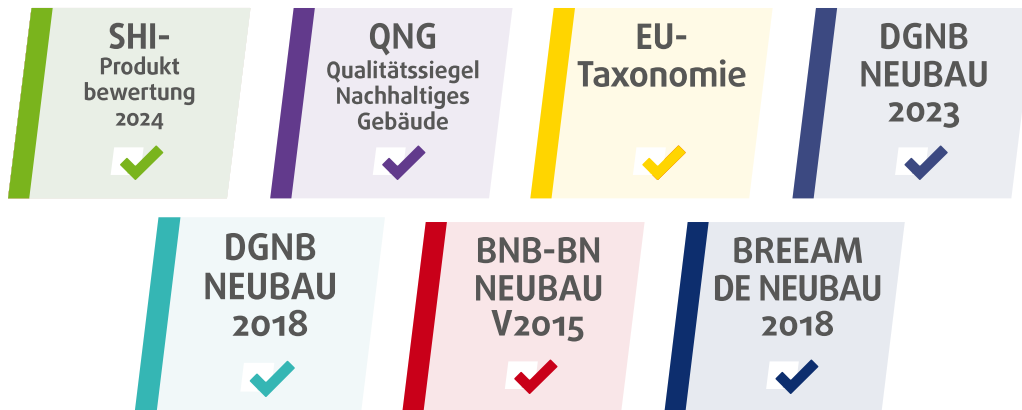 SHI-
Produkt
bewertung
2024
QNG
Qualitätssiegel
Nachhaltiges
Gebäude
EU-
Taxonomie
DGNB
NEUBAU
2023
DGNB
NEUBAU
2018
BNB-BN
NEUBAU
V2015
BREEAM
DE NEUBAU
2018